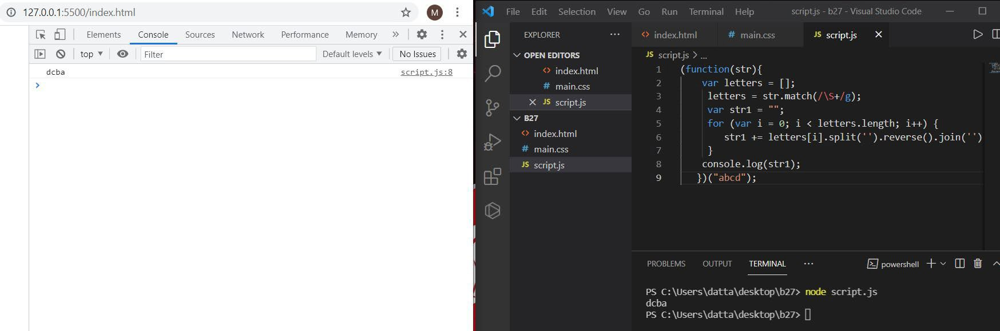 127.0.0.1:5500/index.html
M
Elements Console Sources Network Performance Memory
top Filter Default levels No Issues
dcba script.js:8
File Edit Selection View Go Run Terminal Help script.js - b27 - Visual Studio Code
EXPLORER
OPEN EDITORS
index.html
# main.css
JS script.js
B27
index.html
# main.css
JS script.js
index.html # main.css JS script.js
JS script.js > ...
1 (function(str){
2 var letters = [];
3 letters = str.match(/\S+/g);
4 var str1 = "";
5 for (var i = 0; i < letters.length; i++) {
6 str1 += letters[i].split('').reverse().join('')
7 }
8 console.log(str1);
9 })("abcd");
PROBLEMS OUTPUT TERMINAL ··· powershell
PS C:\Users\datta\desktop\b27> node script.js
dcba
PS C:\Users\datta\desktop\b27>